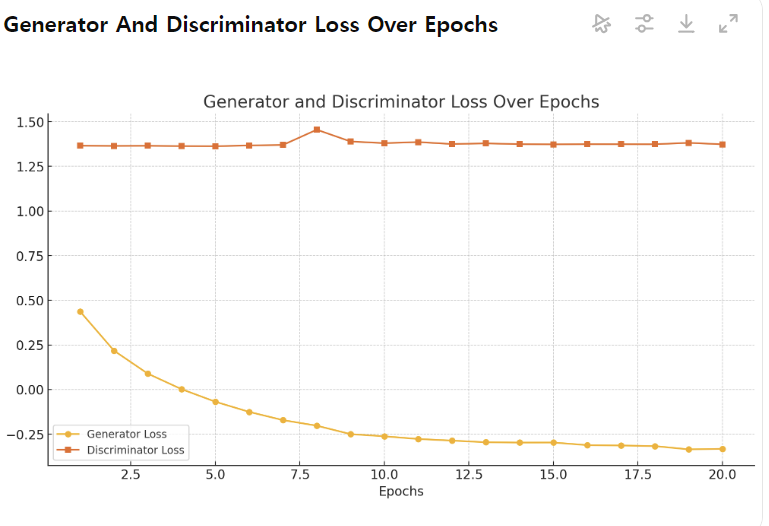 Generator And Discriminator Loss Over Epochs
Generator and Discriminator Loss Over Epochs
1.50
1.25
1.00
0.75
0.50
0.25
0.00
−0.25
Generator Loss
Discriminator Loss
2.5 5.0 7.5 10.0 12.5 15.0 17.5 20.0
Epochs